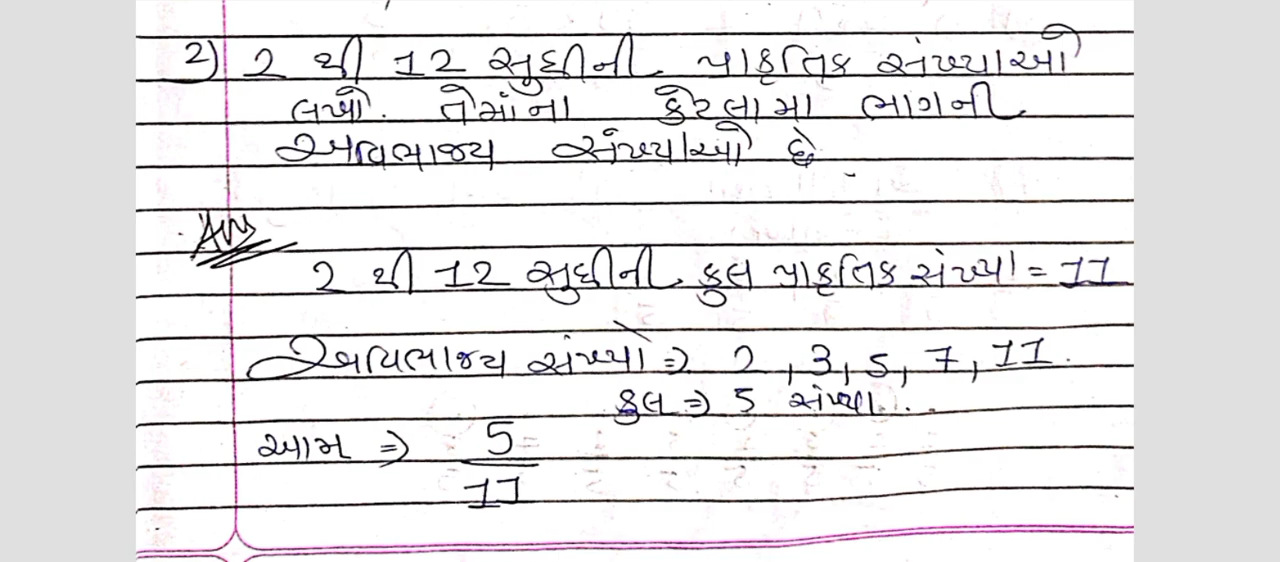 2) 2 થી 12 સુધીની પ્રાકૃતિક સંખ્યાઓ
લખો. તેમાંના કેટલામા ભાગની
અવિભાજ્ય સંખ્યાઓ છે.
Ans
2 થી 12 સુધીની કુલ પ્રાકૃતિક સંખ્યા = 11
અવિભાજ્ય સંખ્યો ⇒ 2, 3, 5, 7, 11.
કુલ ⇒ 5 સંખ્યા..
આમ ⇒ 5
11